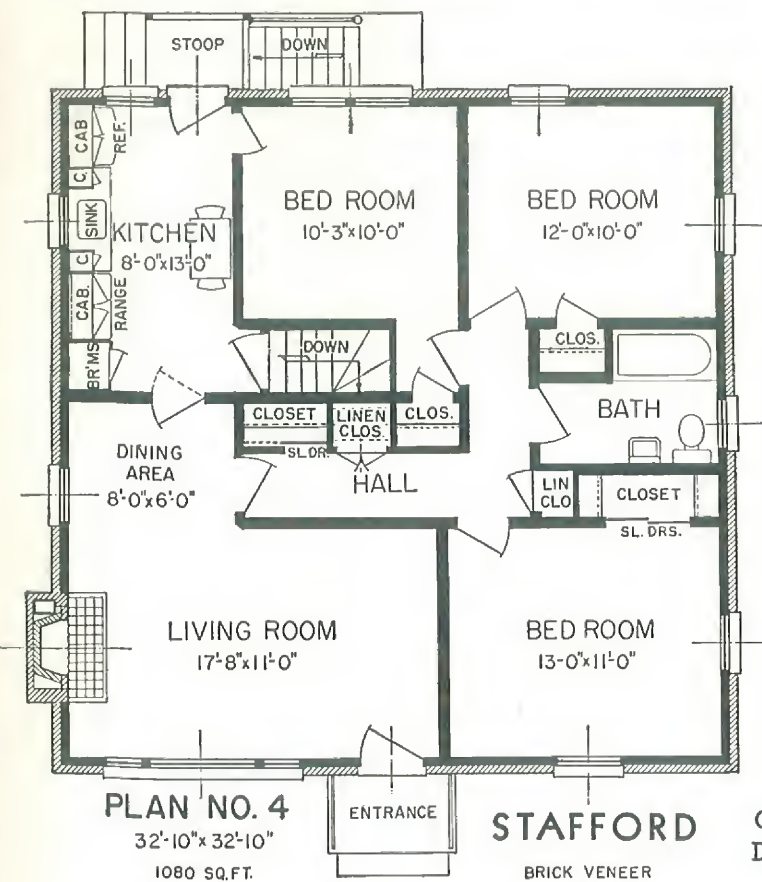 STOOP
DOWN
CAB
REF.
C.
SINK
C
CAB.
RANGE
BR'MS
KITCHEN
8'-0"x13'-0"
BED ROOM
10'-3"x10'-0"
BED ROOM
12'-0"x10'-0"
DOWN
CLOS.
BATH
CLOSET
LINEN
CLOS.
CLOS.
SL.DR.
DINING
AREA
8'-0"x6'-0"
HALL
LIN
CLO
CLOSET
SL. DRS.
LIVING ROOM
17'-8"x11'-0"
BED ROOM
13'-0"x11'-0"
ENTRANCE
PLAN NO. 4
32'-10"x 32'-10"
1080 SQ.FT.
STAFFORD
BRICK VENEER